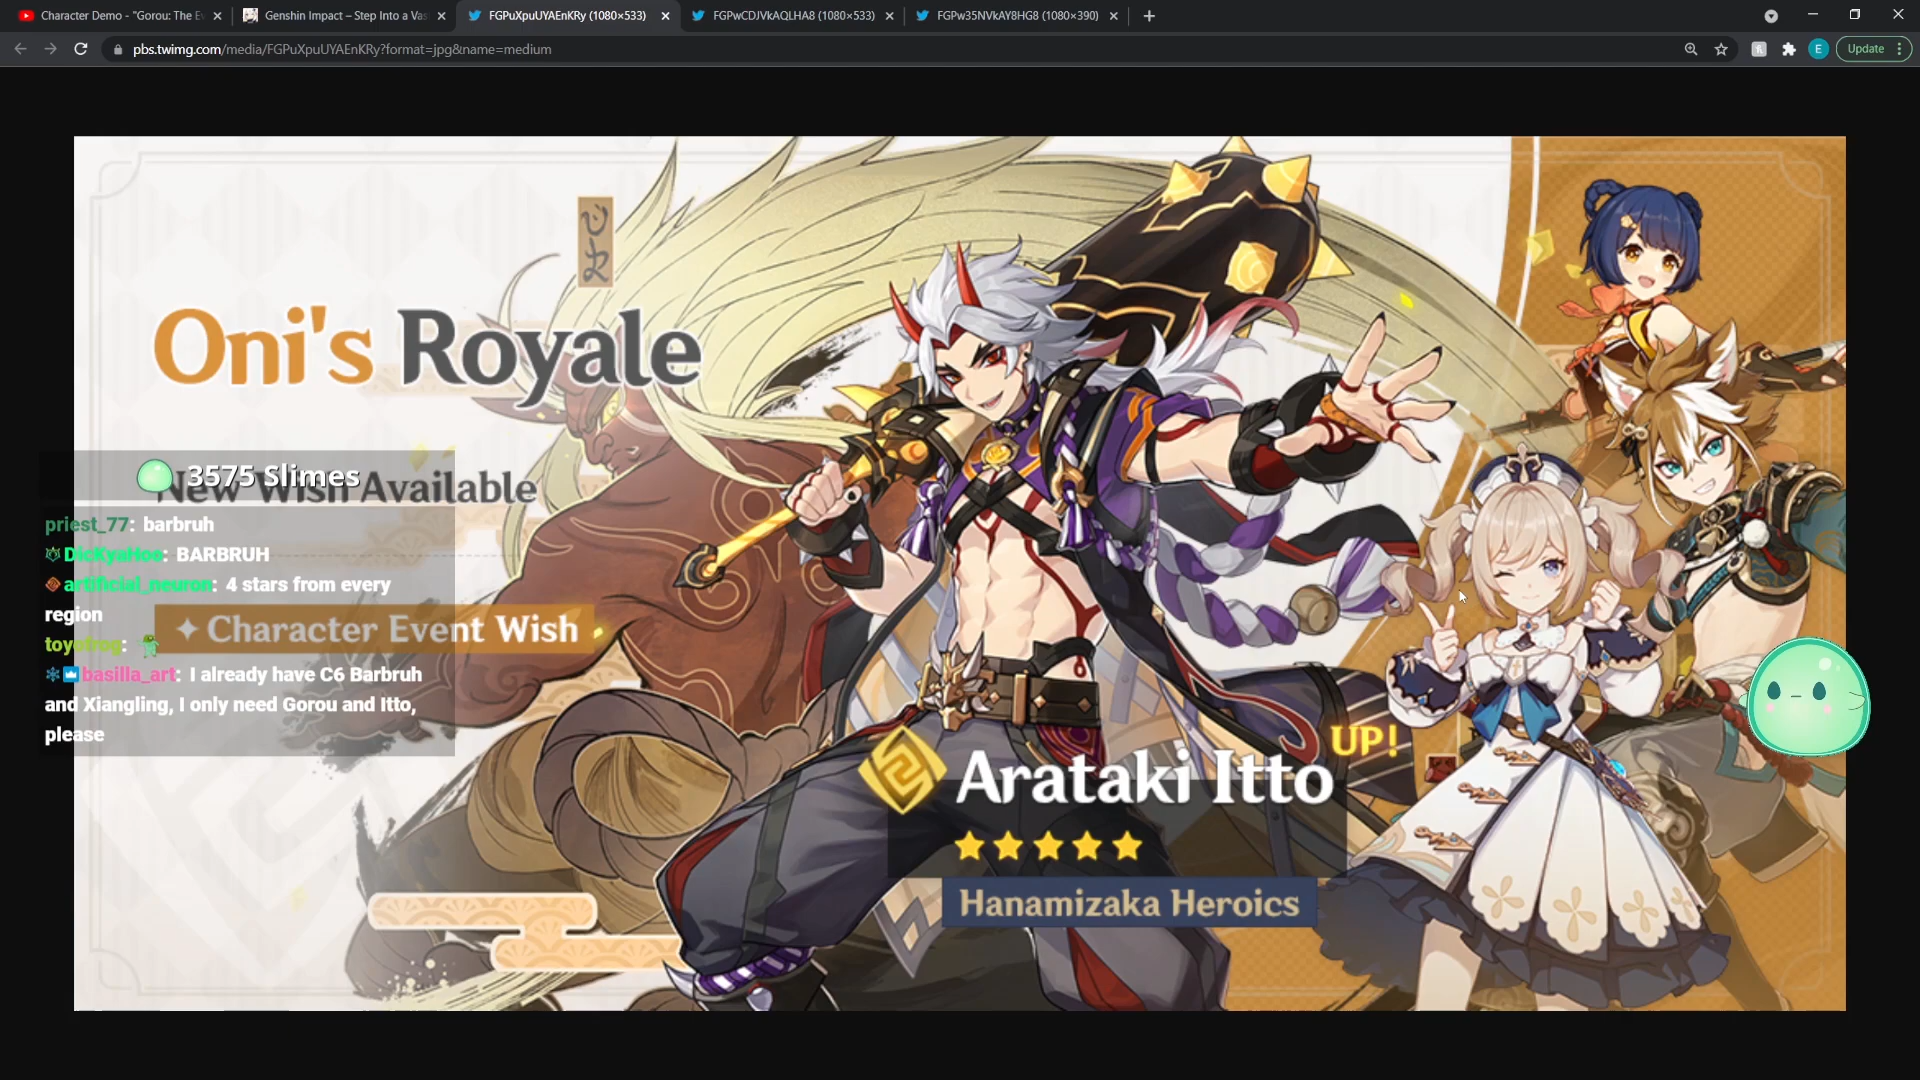 Character Demo - "Gorou: The E
Genshin Impact – Step Into a Vas
FGPuXpuUYAEnKRy (1080×533)
FGPwCDJVkAQLHA8 (1080×533)
FGPw35NVkAY8HG8 (1080×390)
pbs.twimg.com/media/FGPuXpuUYAEnKRy?format=jpg&name=medium
E
Update
Oni's Royale
3575 Slimes
New Wish Available
priest_77: barbruh
DicKyaHoo: BARBRUH
artificial_neuron: 4 stars from every
region
toyofrog:
Character Event Wish
basilla_art: I already have C6 Barbruh
and Xiangling, I only need Gorou and Itto,
please
UP!
Arataki Itto
Hanamizaka Heroics